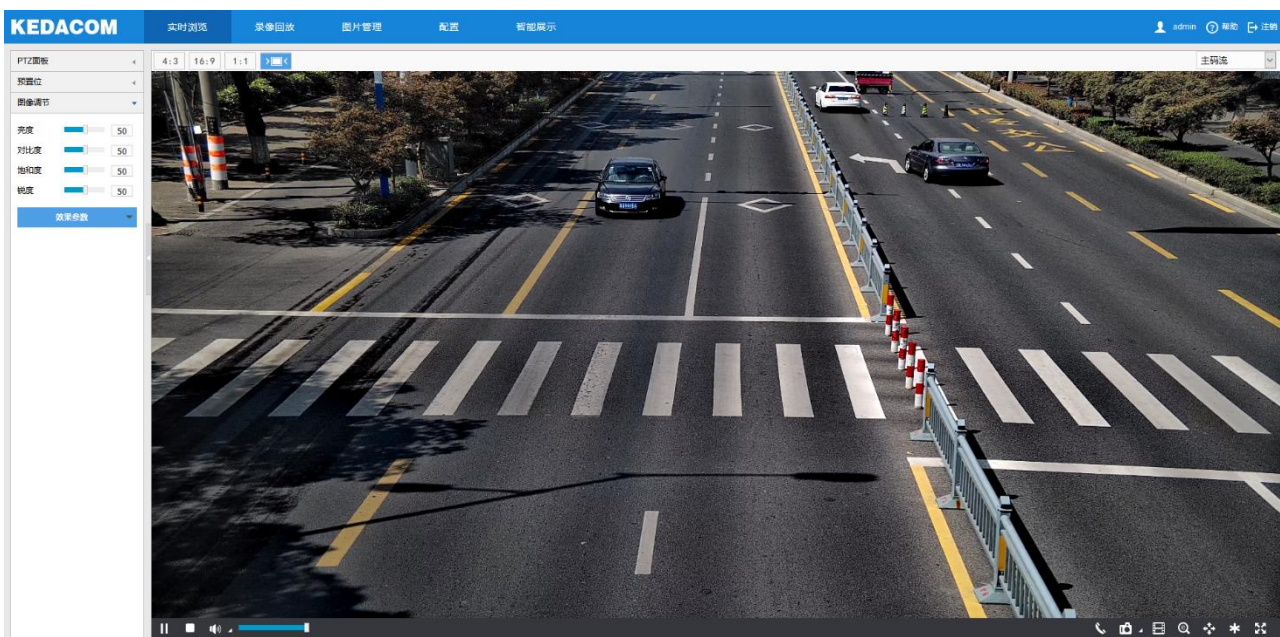 KEDACOM 实时浏览 录像回放 图片管理 配置 智能展示 admin 帮助 注销
PTZ面板 4:3 16:9 1:1 主码流
预置位
图像调节
亮度 50
对比度 50
饱和度 50
锐度 50
效果参数